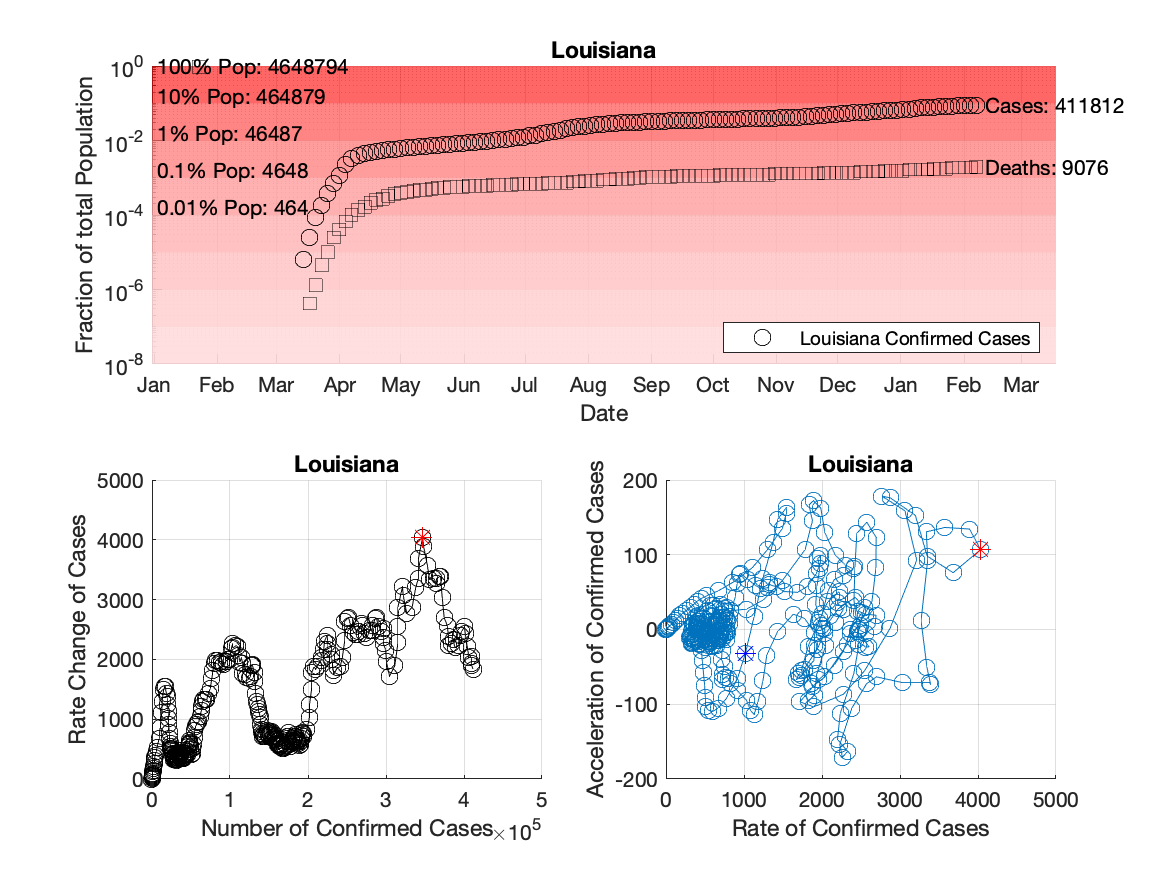 Louisiana
10^0
100% Pop: 4648794
10% Pop: 464879
Cases: 411812
10^-2
1% Pop: 46487
0.1% Pop: 4648
Deaths: 9076
10^-4
0.01% Pop: 464
10^-6
10^-8
Louisiana Confirmed Cases
Fraction of total Population
Jan Feb Mar Apr May Jun Jul Aug Sep Oct Nov Dec Jan Feb Mar
Date
Louisiana
5000
4000
3000
2000
1000
0
Rate Change of Cases
0 1 2 3 4 5
Number of Confirmed Cases ×10^5
Louisiana
200
100
0
-100
-200
Acceleration of Confirmed Cases
0 1000 2000 3000 4000 5000
Rate of Confirmed Cases